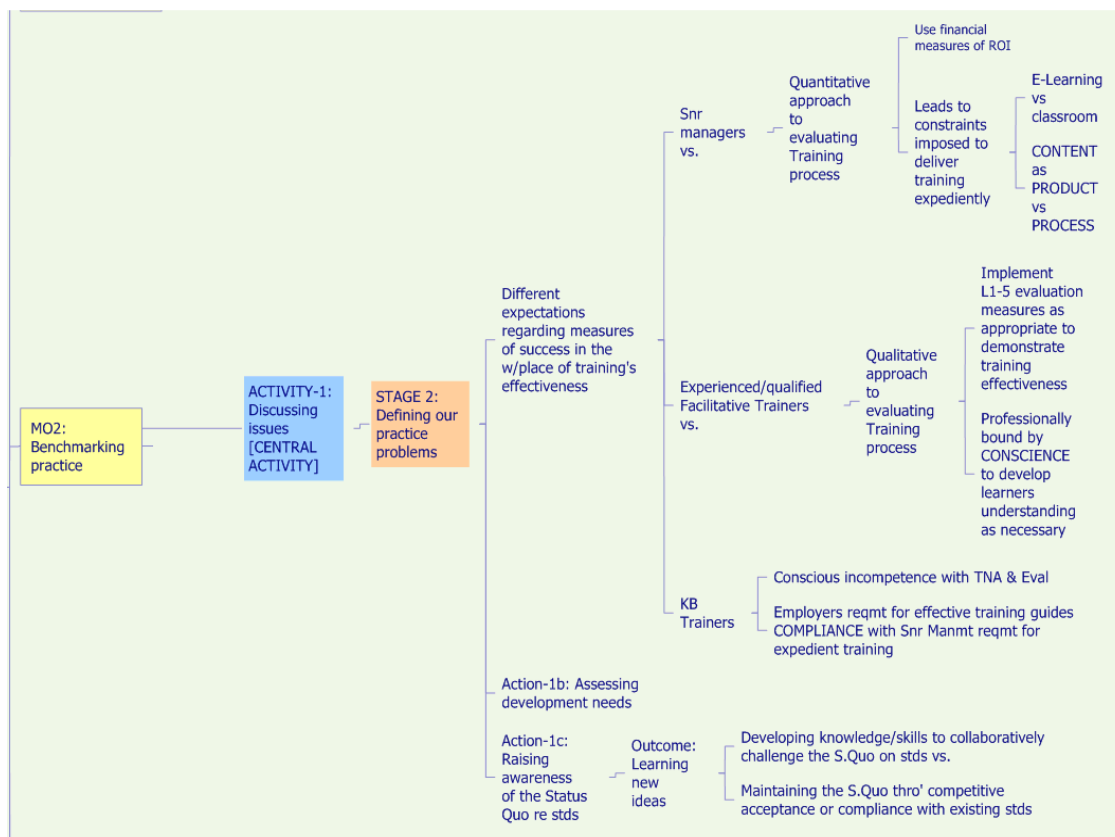 MO2:
Benchmarking
practice
ACTIVITY-1:
Discussing
issues
[CENTRAL
ACTIVITY]
STAGE 2:
Defining our
practice
problems
Different
expectations
regarding measures
of success in the
w/place of training's
effectiveness
Snr
managers
vs.
Quantitative
approach
to
evaluating
Training
process
Use financial
measures of ROI
Leads to
constraints
imposed to
deliver
training
expediently
E-Learning
vs
classroom
CONTENT
as
PRODUCT
vs
PROCESS
Experienced/qualified
Facilitative Trainers
vs.
Qualitative
approach
to
evaluating
Training
process
Implement
L1-5 evaluation
measures as
appropriate to
demonstrate
training
effectiveness
Professionally
bound by
CONSCIENCE
to develop
learners
understanding
as necessary
KB
Trainers
Conscious incompetence with TNA & Eval
Employers reqmt for effective training guides
COMPLIANCE with Snr Manmt reqmt for
expedient training
Action-1b: Assessing
development needs
Action-1c:
Raising
awareness
of the Status
Quo re stds
Outcome:
Learning
new
ideas
Developing knowledge/skills to collaboratively
challenge the S.Quo on stds vs.
Maintaining the S.Quo thro' competitive
acceptance or compliance with existing stds